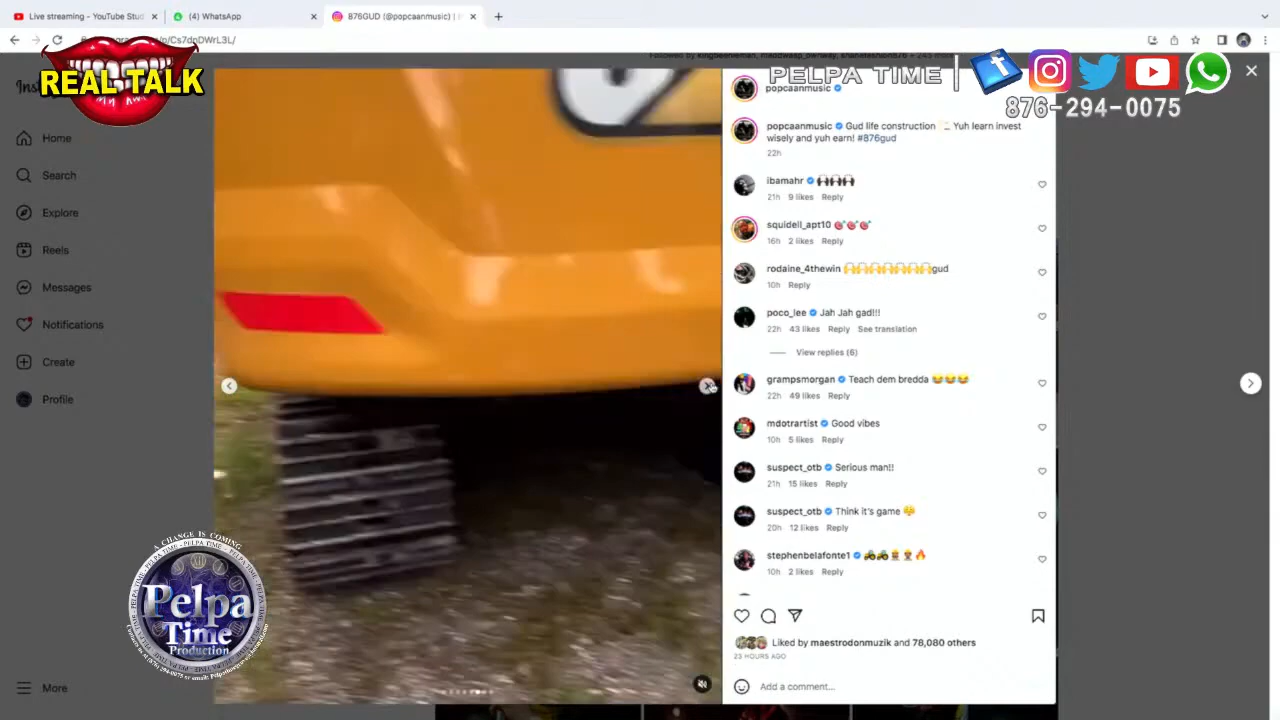 Live streaming - YouTube Stud
(4) WhatsApp
B76GUD (@popcaanmusic) |
/p/Cs7dnDWrL3L/
REAL TALK
PELPA TIME |
876-294-0075
popcaanmusic
Home
Search
Explore
Reels
Messages
Notifications
Create
Profile
More
popcaanmusic Gud life construction Yuh learn invest
wisely and yuh earn! #876gud
22h
ibamahr
21h 9 likes Reply
squidell_apt10
16h 2 likes Reply
rodaine_4thewin gud
10h Reply
poco_lee Jah Jah gad!!!
22h 43 likes Reply See translation
View replies (6)
grampsmorgan Teach dem bredda
22h 49 likes Reply
mdotrartist Good vibes
10h 5 likes Reply
suspect_otb Serious man!!
21h 15 likes Reply
suspect_otb Think it's game
20h 12 likes Reply
stephenbelafonte1
10h 2 likes Reply
Liked by maestrodonmuzik and 78,080 others
23 HOURS AGO
Add a comment...
A CHANGE IS COMING
Pelpa
Time
Production